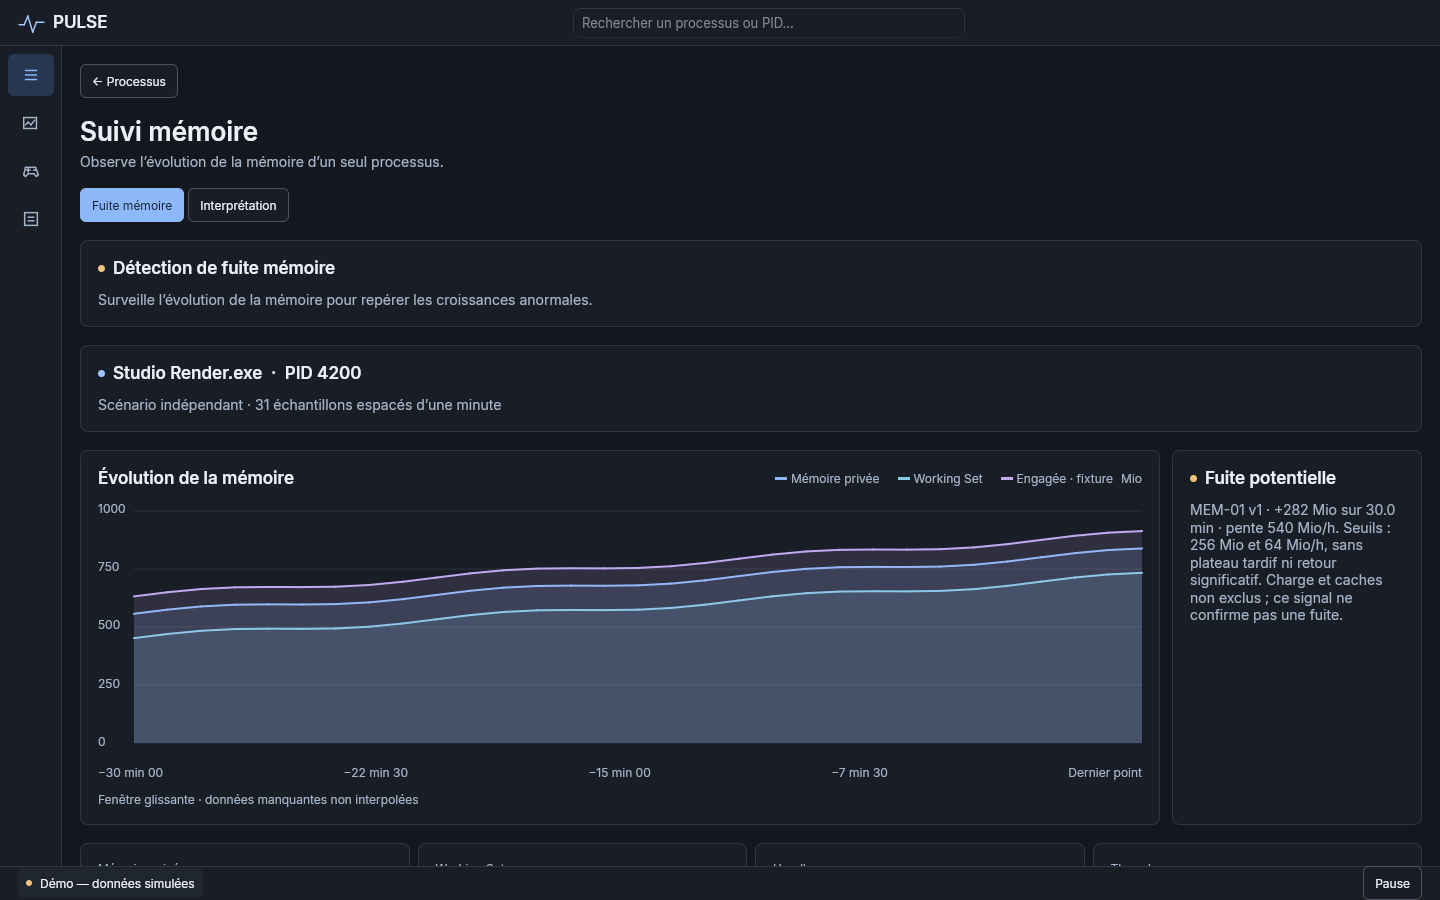 PULSE
Rechercher un processus ou PID...
← Processus
Suivi mémoire
Observe l’évolution de la mémoire d’un seul processus.
Fuite mémoire
Interprétation
Détection de fuite mémoire
Surveille l’évolution de la mémoire pour repérer les croissances anormales.
Studio Render.exe · PID 4200
Scénario indépendant · 31 échantillons espacés d’une minute
Évolution de la mémoire
Mémoire privée
Working Set
Engagée · fixture
Mio
1000
750
500
250
0
−30 min 00
−22 min 30
−15 min 00
−7 min 30
Dernier point
Fenêtre glissante · données manquantes non interpolées
Fuite potentielle
MEM-01 v1 · +282 Mio sur 30.0
min · pente 540 Mio/h. Seuils :
256 Mio et 64 Mio/h, sans
plateau tardif ni retour
significatif. Charge et caches
non exclus ; ce signal ne
confirme pas une fuite.
Démo — données simulées
Pause